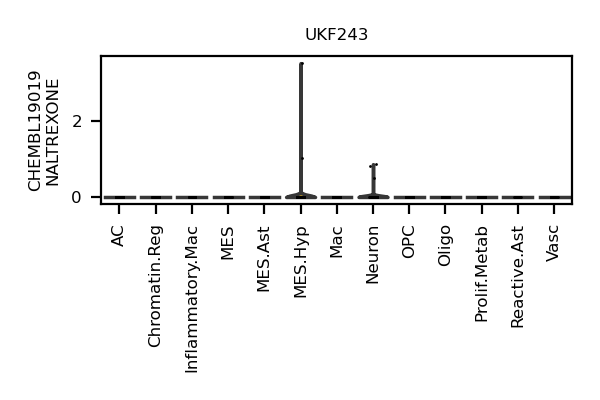 UKF243
CHEMBL19019
NALTREXONE
2
0
AC
Chromatin.Reg
Inflammatory.Mac
MES
MES.Ast
MES.Hyp
Mac
Neuron
OPC
Oligo
Prolif.Metab
Reactive.Ast
Vasc